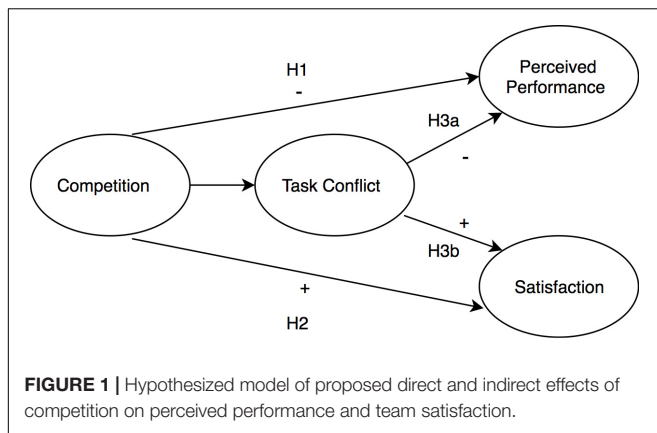 H1
-
Perceived
Performance
H3a
-
Competition
Task Conflict
+
H3b
Satisfaction
+
H2
FIGURE 1 | Hypothesized model of proposed direct and indirect effects of
competition on perceived performance and team satisfaction.